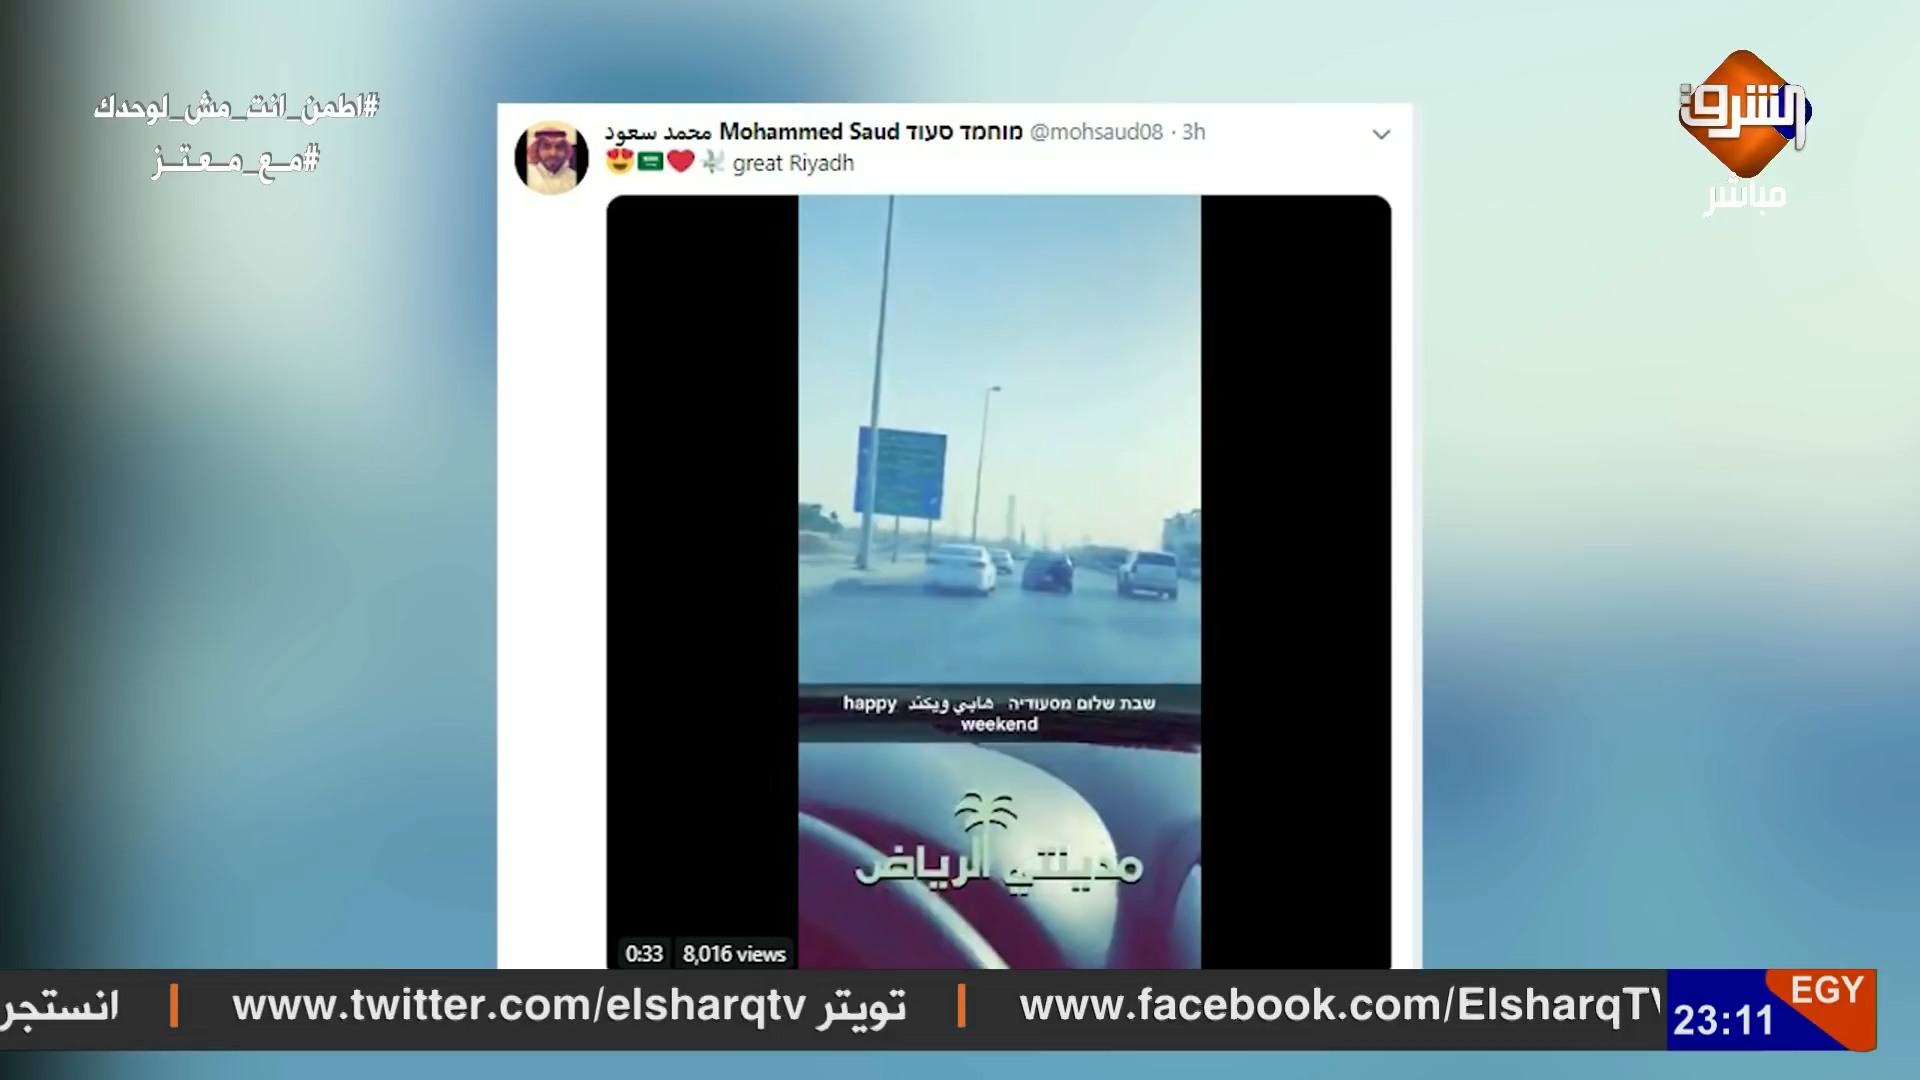 #اطمن_انت_مش_لوحدك
#مع_معتز
الشرق
مباشر
محمد سعود Mohammed Saud מוחמד סעוד @mohsaud08 · 3h
great Riyadh
שבת שלום מסעודיה هابي ويكند happy
weekend
مدينتي الرياض
0:33 8,016 views
انستجر | www.twitter.com/elsharqtv تويتر | www.facebook.com/ElsharqTV
EGY
23:11